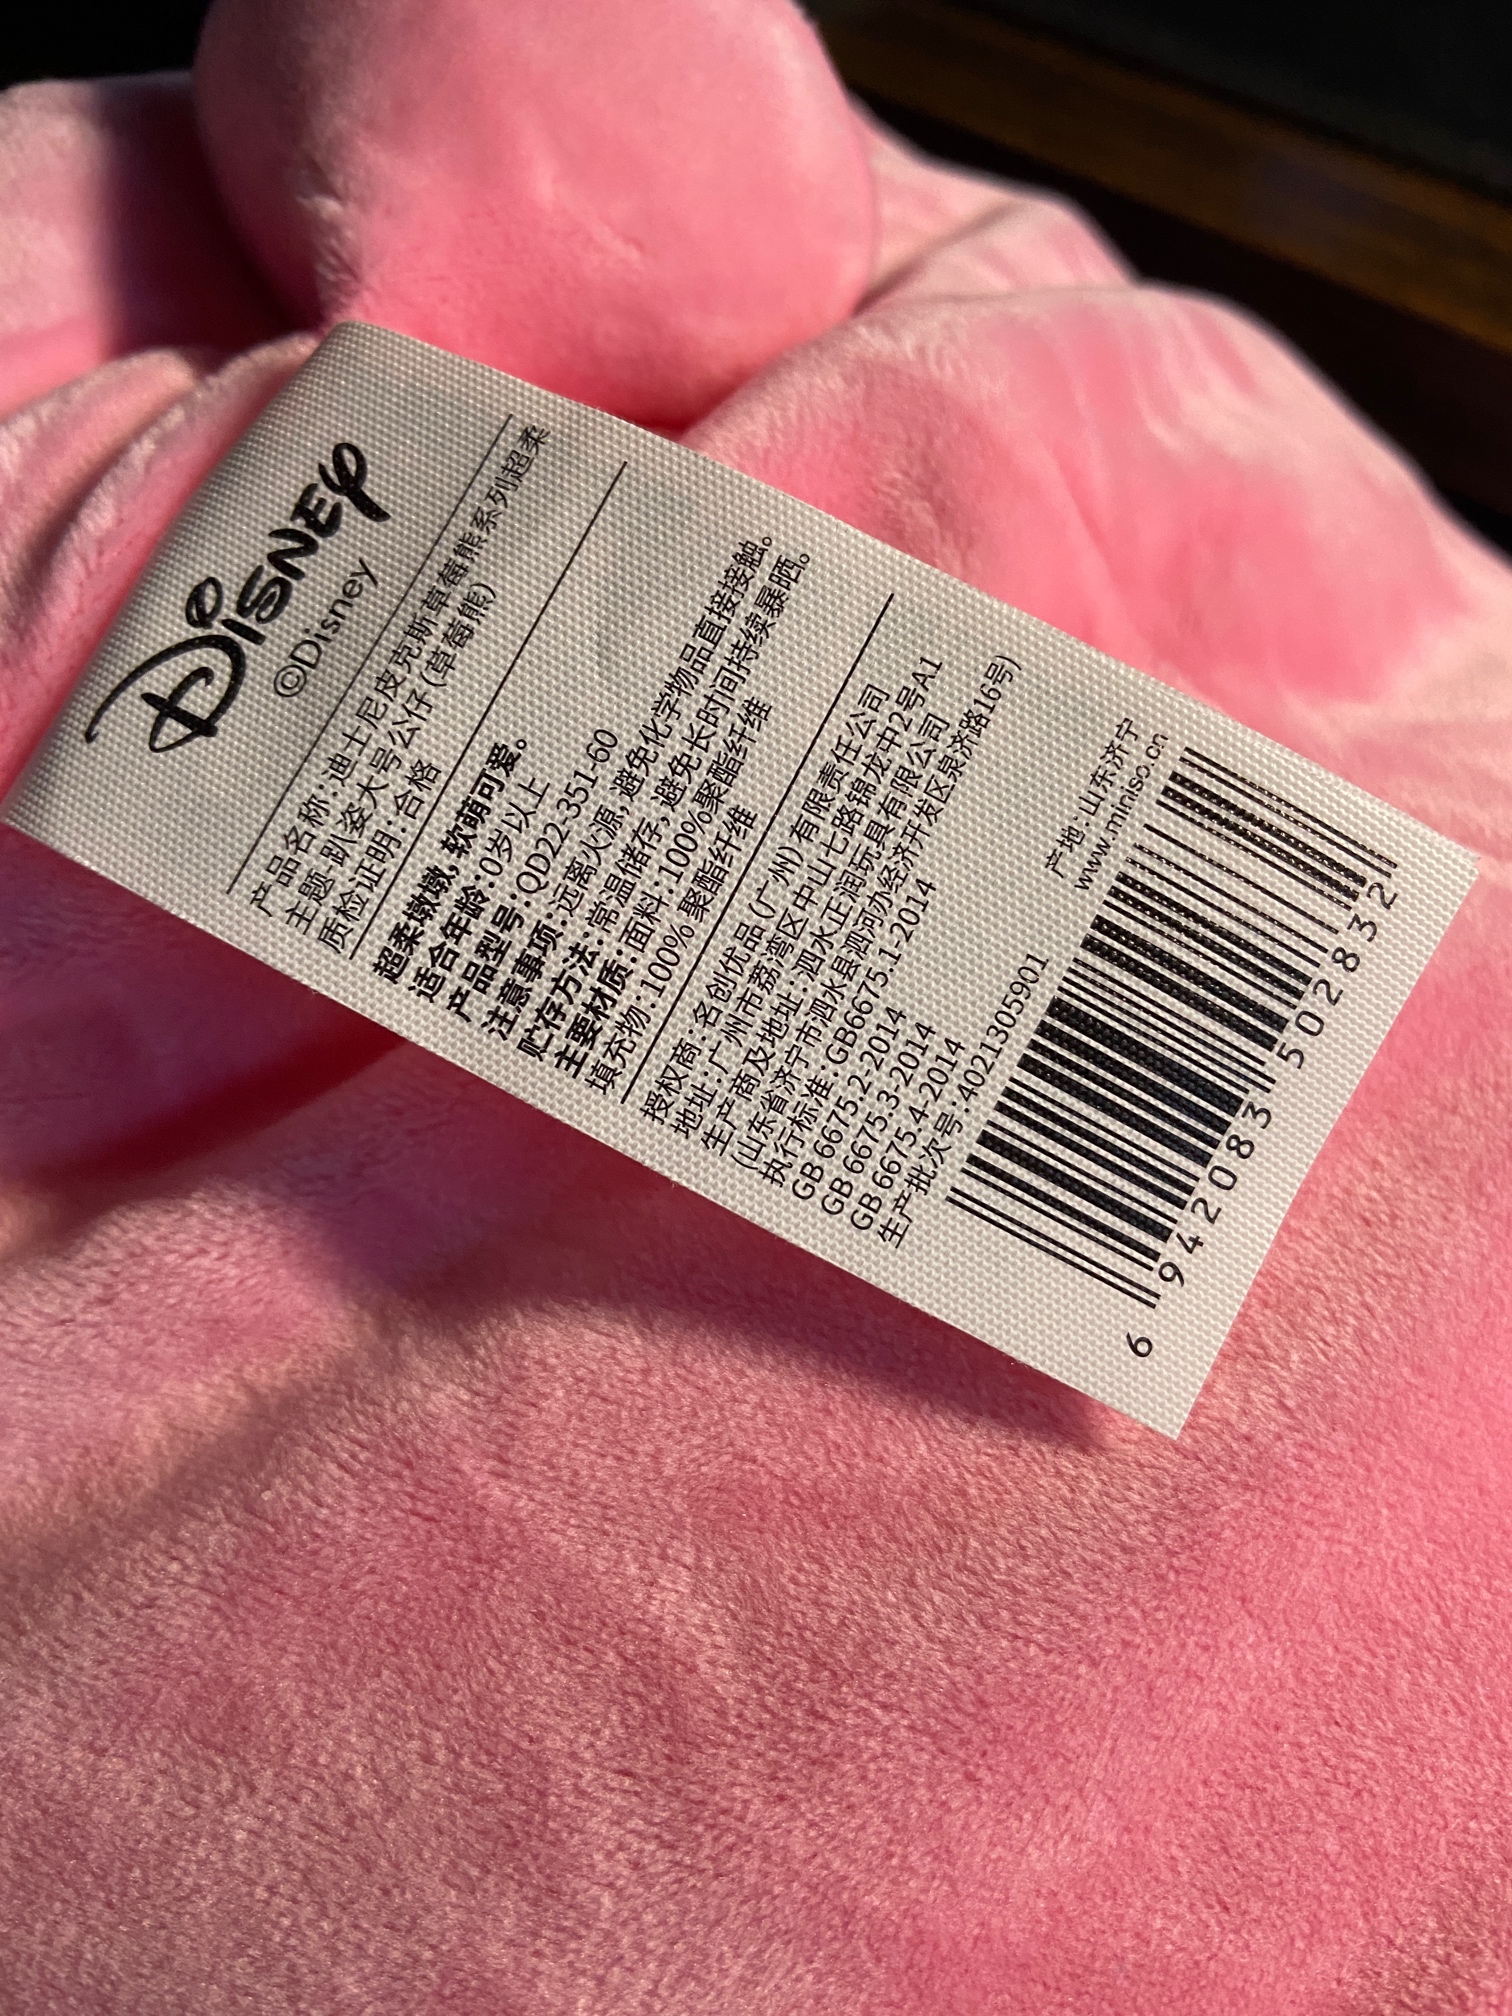 Disney
©Disney
产品名称:迪士尼皮克斯草莓熊系列超柔
主题-趴姿大号公仔(草莓熊)
质检证明:合格
超柔墩墩,软萌可爱。
适合年龄:0岁以上
产品型号:QD22-351-60
注意事项:远离火源,避免化学物品直接接触。
贮存方法:常温储存,避免长时间持续暴晒。
主要材质:面料:100%聚酯纤维
填充物:100% 聚酯纤维
授权商:名创优品(广州)有限责任公司
地址:广州市荔湾区中山七路锦龙中2号A1
生产商及地址:泗水正润玩具有限公司
(山东省济宁市泗水县泗河办经济开发区泉济路16号)
执行标准:GB6675.1-2014
GB 6675.2-2014
GB 6675.3-2014
GB 6675.4-2014
生产批次号:4021305901
产地:山东济宁
www.miniso.cn
6 942083 502832